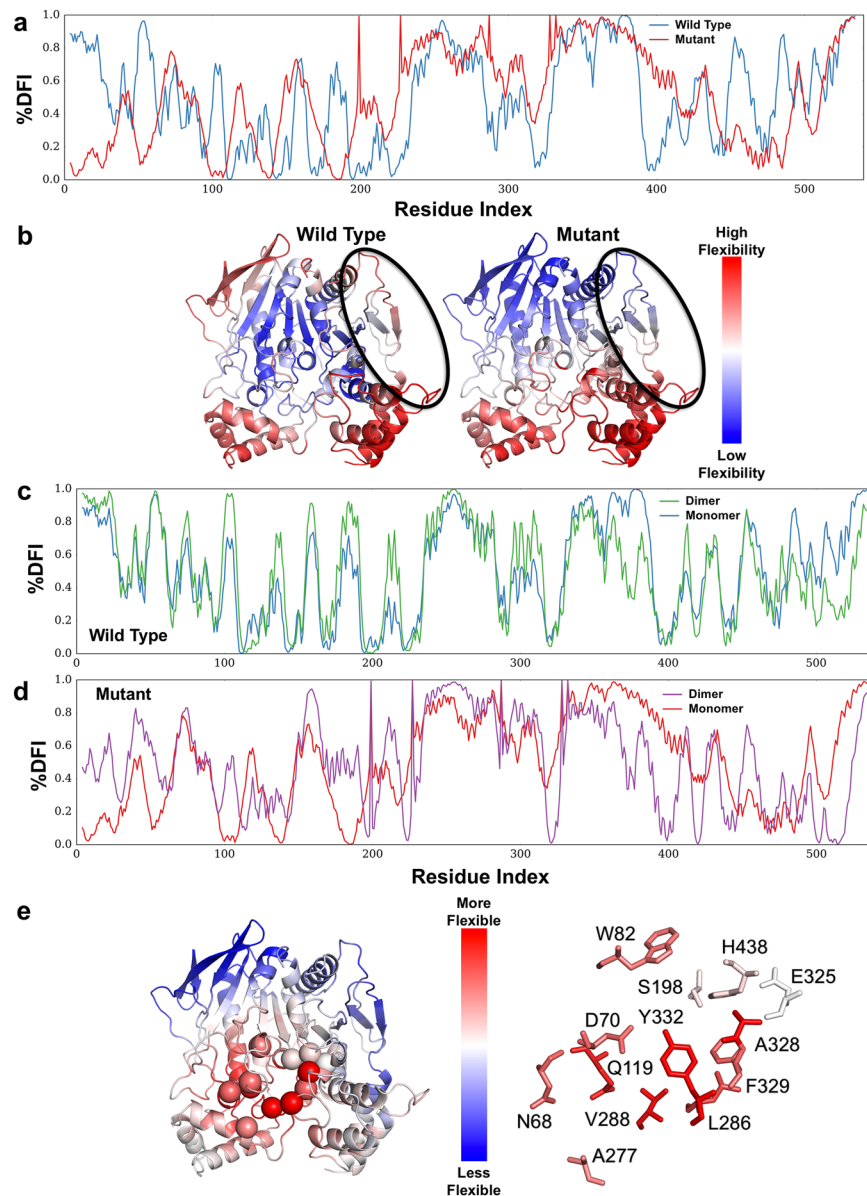 a
1.0
0.8
0.6
0.4
0.2
0.0
%DFI
Wild Type
Mutant
0
100
200
300
400
500
Residue Index
b
Wild Type
Mutant
High
Flexibility
Low
Flexibility
c
1.0
0.8
0.6
0.4
0.2
0.0
%DFI
Dimer
Monomer
Wild Type
0
100
200
300
400
500
d
1.0
0.8
0.6
0.4
0.2
0.0
%DFI
Mutant
Dimer
Monomer
0
100
200
300
400
500
Residue Index
e
More
Flexible
Less
Flexible
W82
H438
S198
E325
D70
Y332
Q119
A328
F329
N68
V288
L286
A277